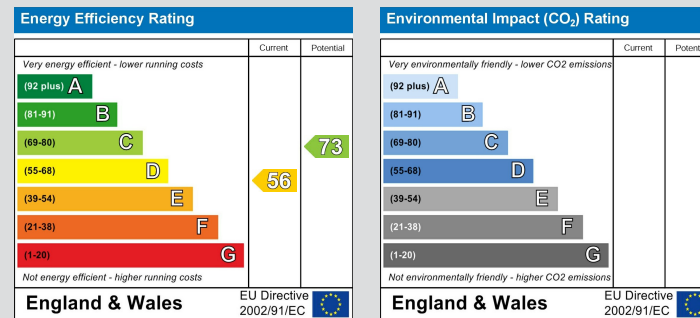 Energy Efficiency Rating
Current Potential
Very energy efficient - lower running costs
(92 plus) A
(81-91) B
(69-80) C
73
(55-68) D
56
(39-54) E
(21-38) F
(1-20) G
Not energy efficient - higher running costs
England & Wales
EU Directive
2002/91/EC
Environmental Impact (CO₂) Rating
Current Potent
Very environmentally friendly - lower CO2 emissions
(92 plus) A
(81-91) B
(69-80) C
(55-68) D
(39-54) E
(21-38) F
(1-20) G
Not environmentally friendly - higher CO2 emissions
England & Wales
EU Directive
2002/91/EC